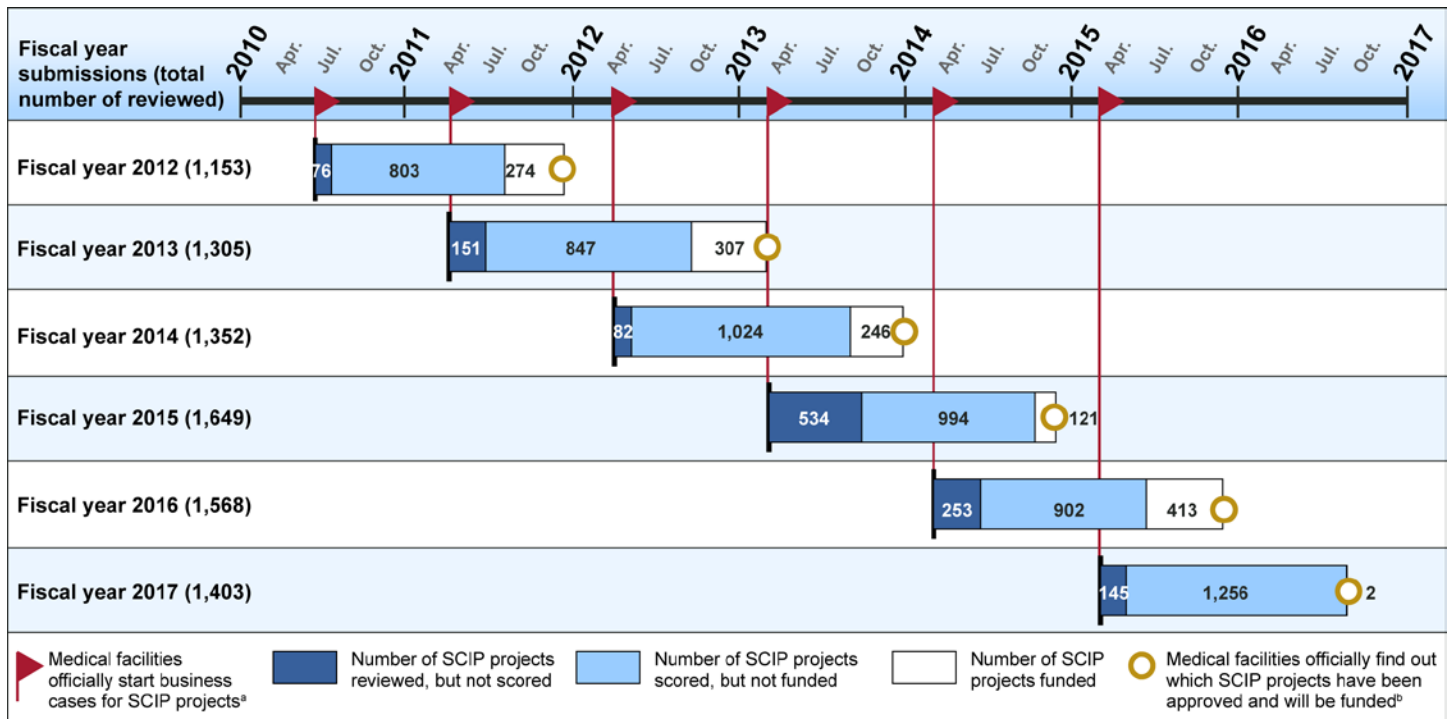 Fiscal year
submissions (total
number of reviewed)
2010 Apr. Jul. Oct. 2011 Apr. Jul. Oct. 2012 Apr. Jul. Oct. 2013 Apr. Jul. Oct. 2014 Apr. Jul. Oct. 2015 Apr. Jul. Oct. 2016 Apr. Jul. Oct. 2017
Fiscal year 2012 (1,153) 76 803 274
Fiscal year 2013 (1,305) 151 847 307
Fiscal year 2014 (1,352) 82 1,024 246
Fiscal year 2015 (1,649) 534 994 121
Fiscal year 2016 (1,568) 253 902 413
Fiscal year 2017 (1,403) 145 1,256 2
Medical facilities
officially start business
cases for SCIP projectsᵃ
Number of SCIP projects
reviewed, but not scored
Number of SCIP projects
scored, but not funded
Number of SCIP
projects funded
Medical facilities officially find out
which SCIP projects have been
approved and will be fundedᵇ